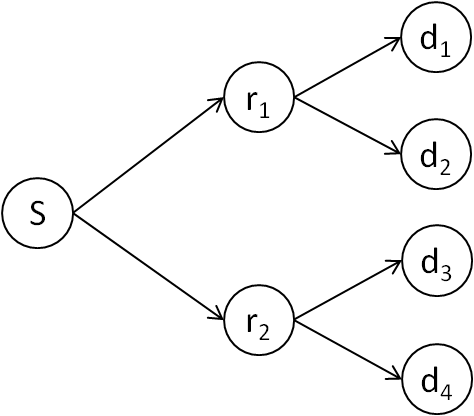 S
r₁
r₂
d₁
d₂
d₃
d₄